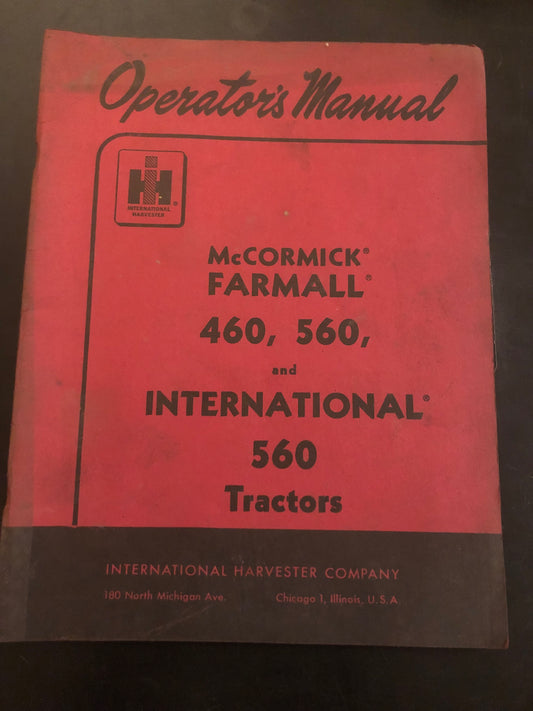 Operator's Manual
IH ®
INTERNATIONAL
HARVESTER
McCORMICK®
FARMALL®
460, 560,
and
INTERNATIONAL®
560
Tractors
INTERNATIONAL HARVESTER COMPANY
180 North Michigan Ave. Chicago 1, Illinois, U.S.A.